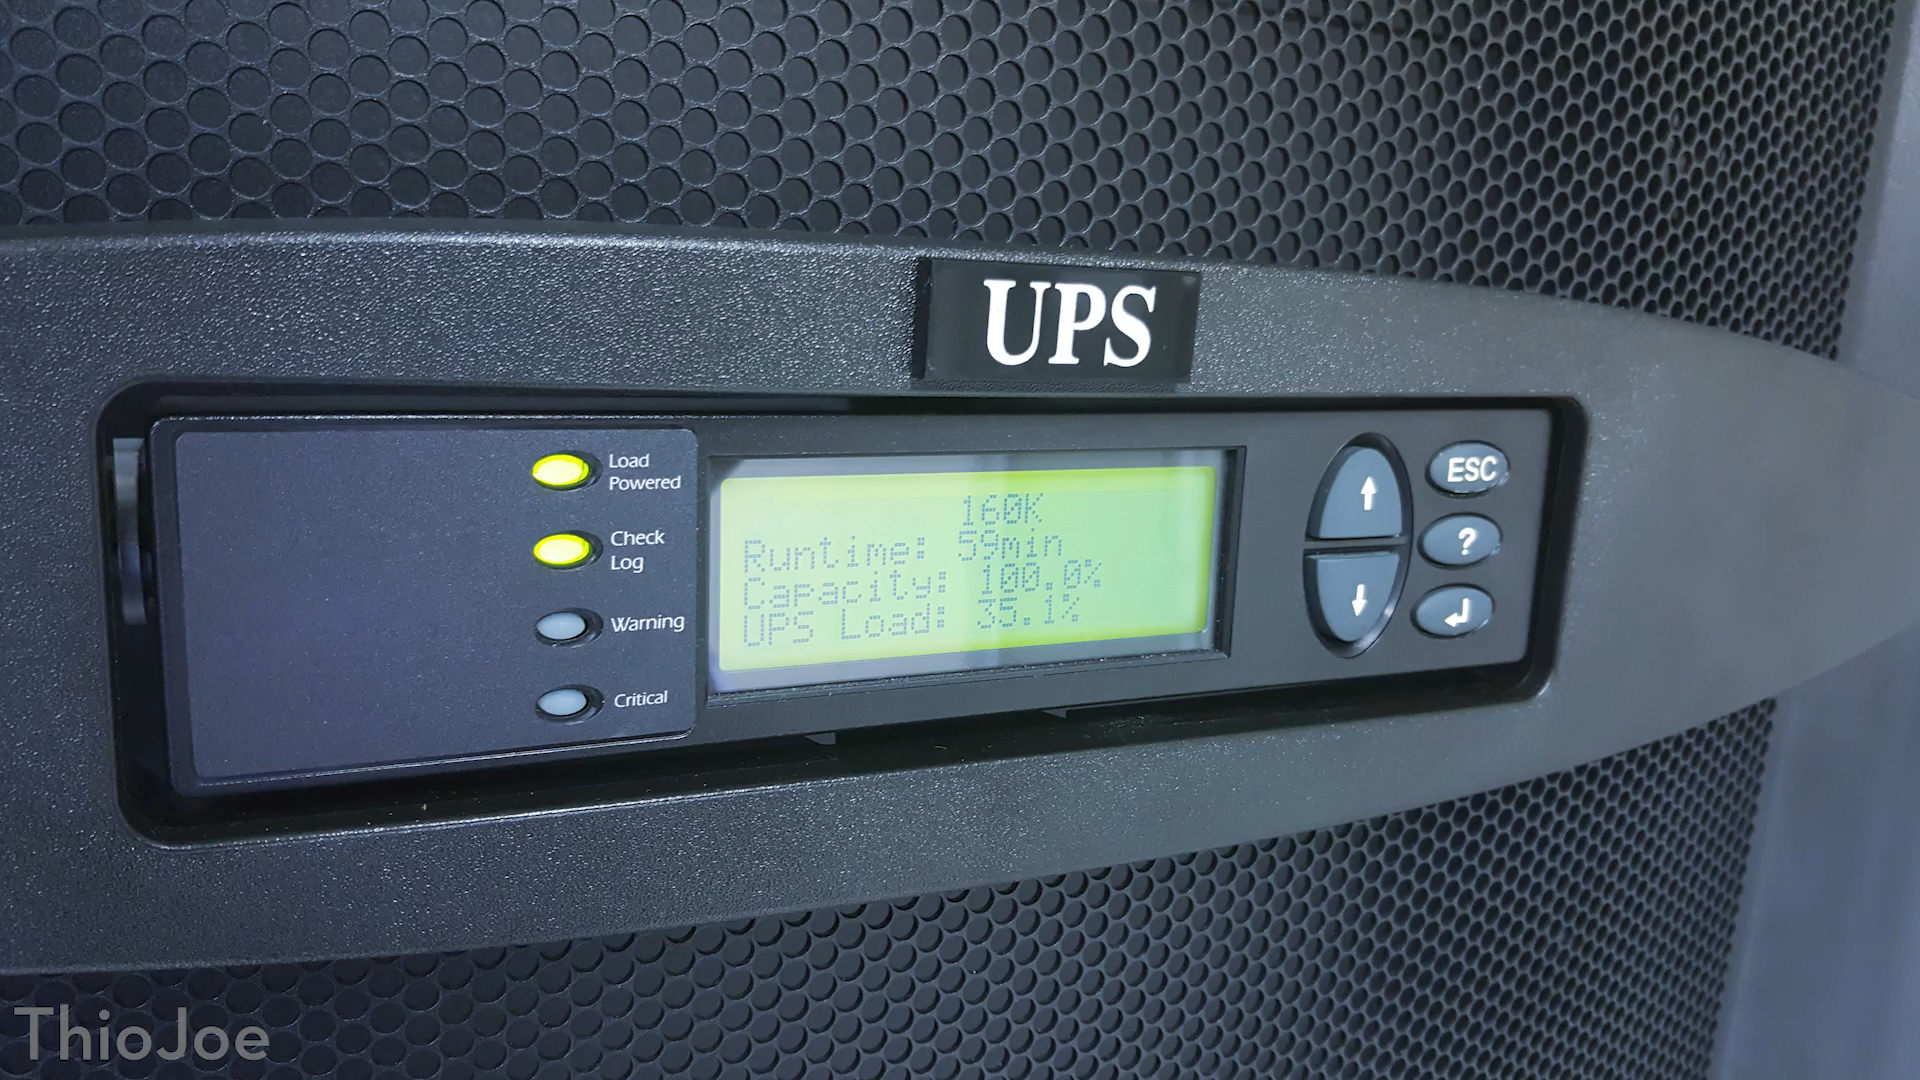 UPS
Load
Powered
Check
Log
Warning
Critical
160K
Runtime: 59min
Capacity: 100.0%
UPS Load: 35.1%
ESC
?
ThioJoe